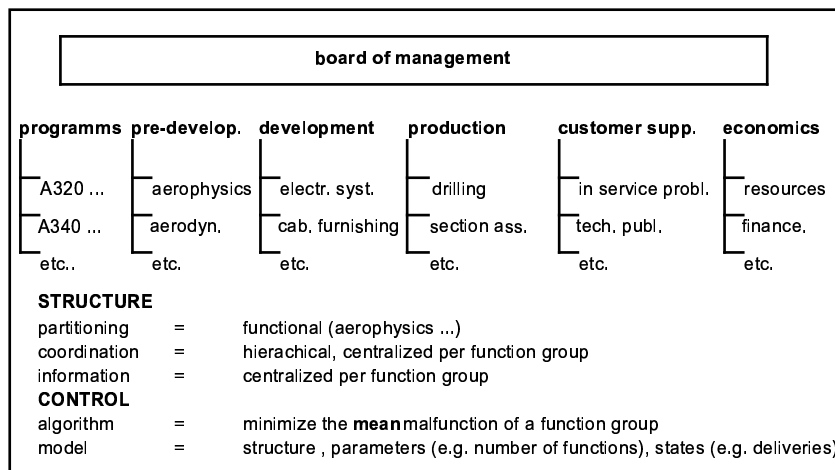 board of management
programms pre-develop. development production customer supp. economics
A320 ... aerophysics electr. syst. drilling in service probl. resources
A340 ... aerodyn. cab. furnishing section ass. tech. publ. finance.
etc.. etc. etc. etc. etc. etc.
STRUCTURE
partitioning = functional (aerophysics ...)
coordination = hierachical, centralized per function group
information = centralized per function group
CONTROL
algorithm = minimize the mean malfunction of a function group
model = structure , parameters (e.g. number of functions), states (e.g. deliveries)